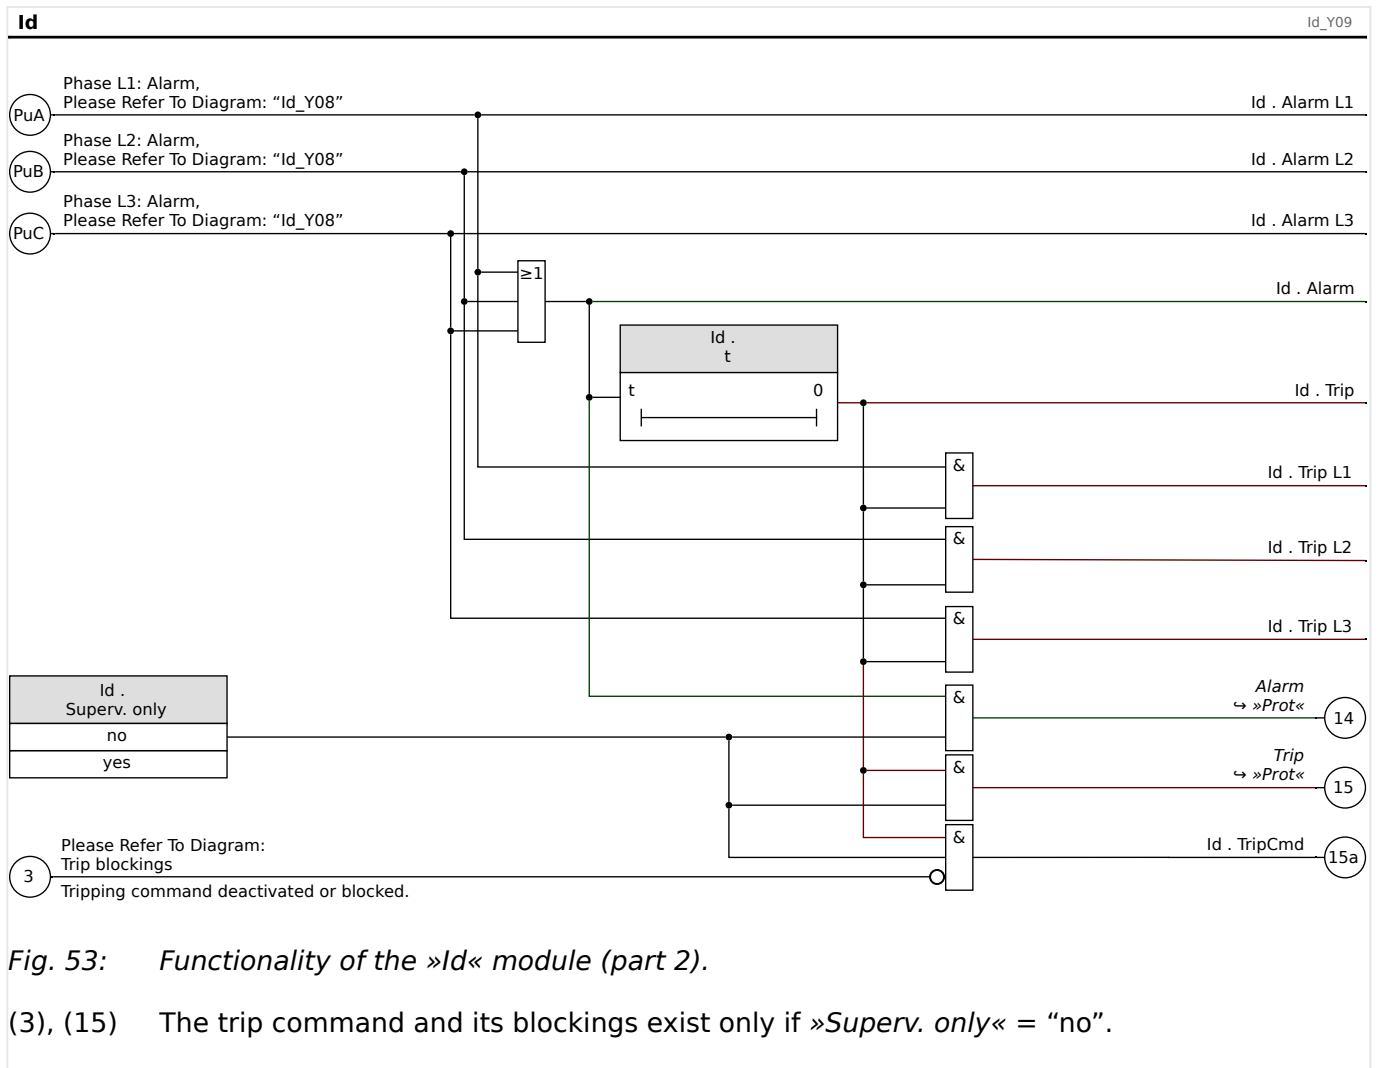 Id
Id_Y09
Phase L1: Alarm,
PuA
Please Refer To Diagram: “Id_Y08”
Id . Alarm L1
Phase L2: Alarm,
PuB
Please Refer To Diagram: “Id_Y08”
Id . Alarm L2
Phase L3: Alarm,
PuC
Please Refer To Diagram: “Id_Y08”
Id . Alarm L3
≥1
Id . Alarm
Id .
t
t
0
Id . Trip
&
Id . Trip L1
&
Id . Trip L2
&
Id . Trip L3
Id .
Superv. only
no
yes
&
Alarm
↪ »Prot«
14
&
Trip
↪ »Prot«
15
&
Id . TripCmd
15a
Please Refer To Diagram:
Trip blockings
3
Tripping command deactivated or blocked.
Fig. 53: Functionality of the »Id« module (part 2).
(3), (15) The trip command and its blockings exist only if »Superv. only« = “no”.